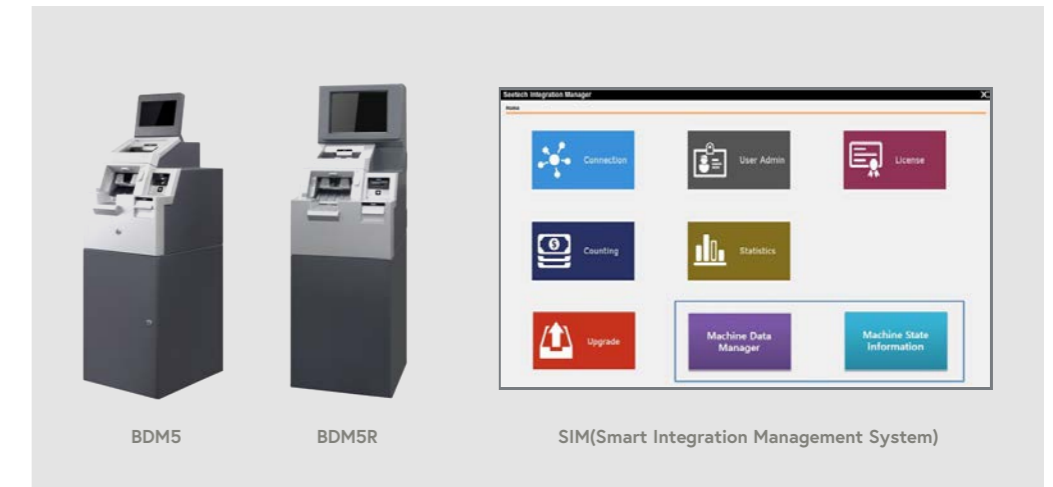 Seetech Integration Manager
Home
Connection
User Admin
License
Counting
Statistics
Upgrade
Machine Data
Manager
Machine State
Information
BDM5
BDM5R
SIM(Smart Integration Management System)